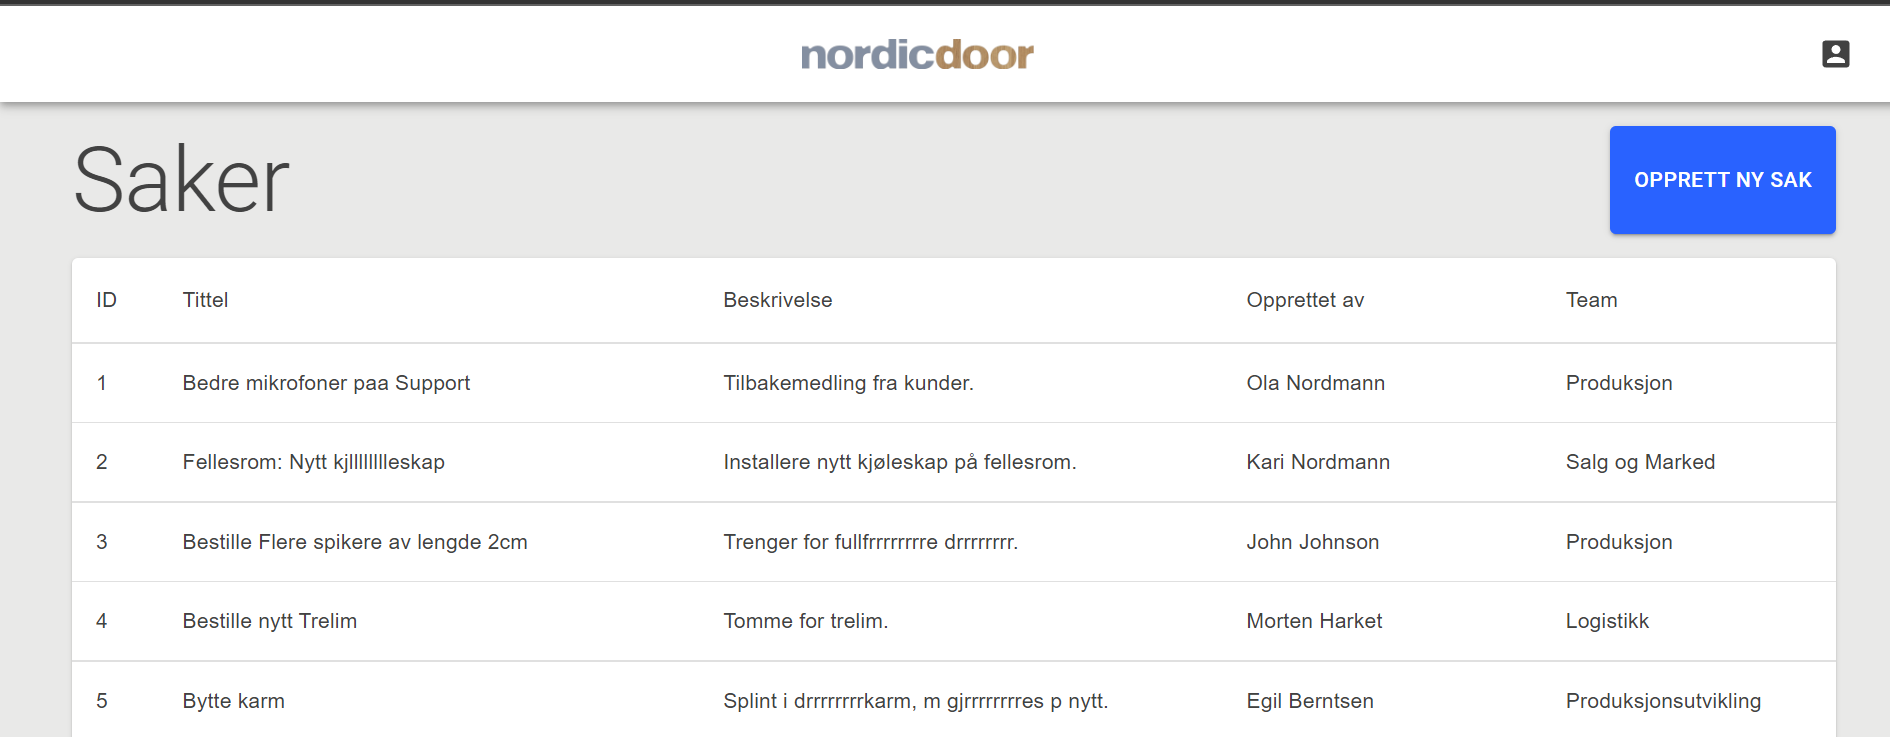 nordicdoor
Saker
OPPRETT NY SAK
ID Tittel Beskrivelse Opprettet av Team
1 Bedre mikrofoner paa Support Tilbakemedling fra kunder. Ola Nordmann Produksjon
2 Fellesrom: Nytt kjlllllllleskap Installere nytt kjøleskap på fellesrom. Kari Nordmann Salg og Marked
3 Bestille Flere spikere av lengde 2cm Trenger for fullfrrrrrrrre drrrrrrrr. John Johnson Produksjon
4 Bestille nytt Trelim Tomme for trelim. Morten Harket Logistikk
5 Bytte karm Splint i drrrrrrrrkarm, m gjrrrrrrrres p nytt. Egil Berntsen Produksjonsutvikling